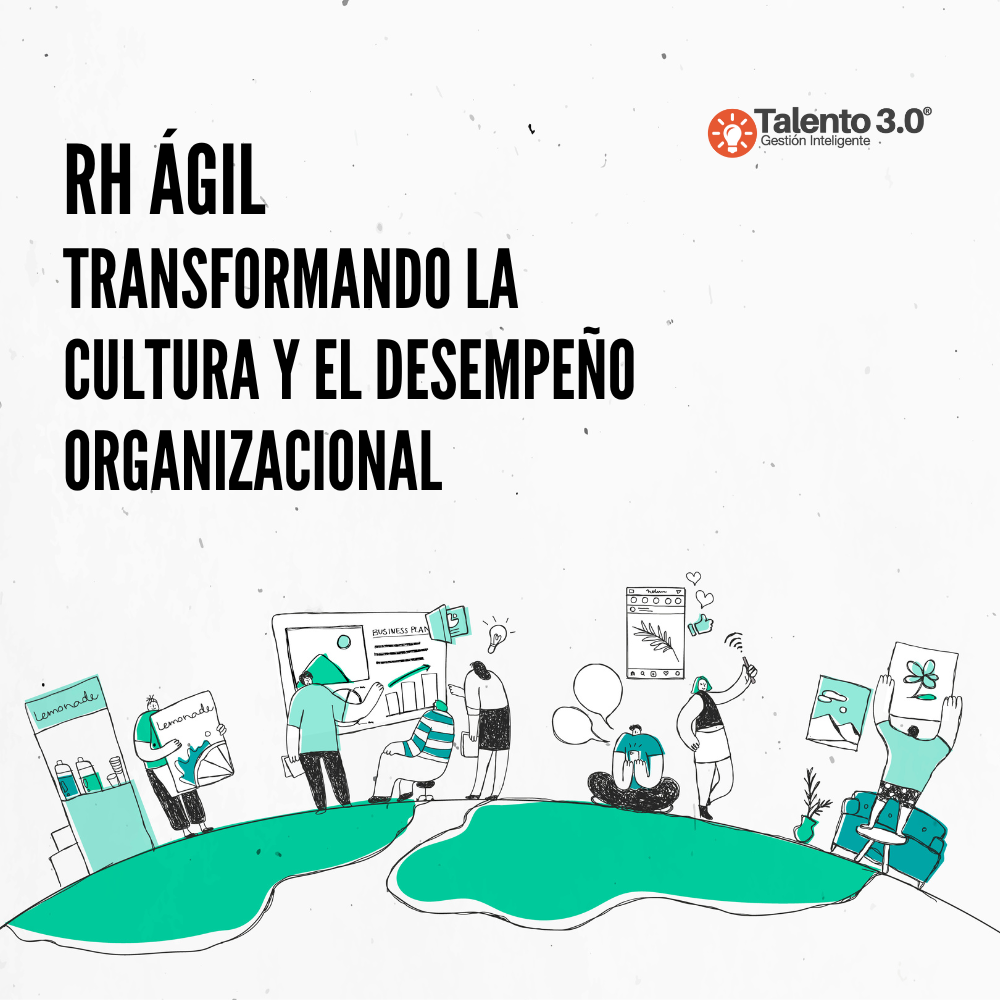 Talento 3.0®
Gestión Inteligente
RH ÁGIL
TRANSFORMANDO LA
CULTURA Y EL DESEMPEÑO
ORGANIZACIONAL
BUSINESS PLAN
Lemonade
Lemonade